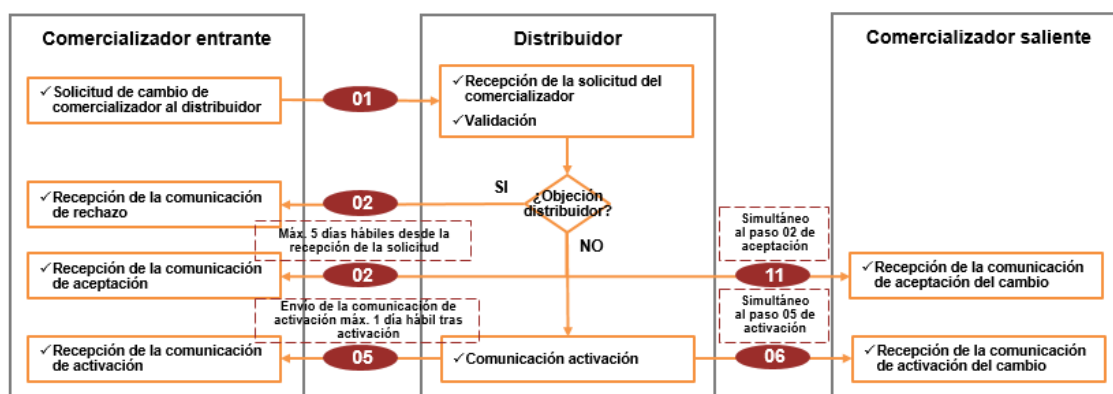 Comercializador entrante
Distribuidor
Comercializador saliente
✓Solicitud de cambio de
comercializador al distribuidor
01
✓Recepción de la solicitud del
comercializador
✓Validación
✓Recepción de la comunicación
de rechazo
02
SI
¿Objeción
distribuidor?
NO
Máx. 5 días hábiles desde la
recepción de la solicitud
Simultáneo
al paso 02 de
aceptación
✓Recepción de la comunicación
de aceptación
02
11
✓Recepción de la comunicación
de aceptación del cambio
Envío de la comunicación de
activación máx. 1 día hábil tras
activación
Simultáneo
al paso 05 de
activación
✓Recepción de la comunicación
de activación
05
✓Comunicación activación
06
✓Recepción de la comunicación
de activación del cambio